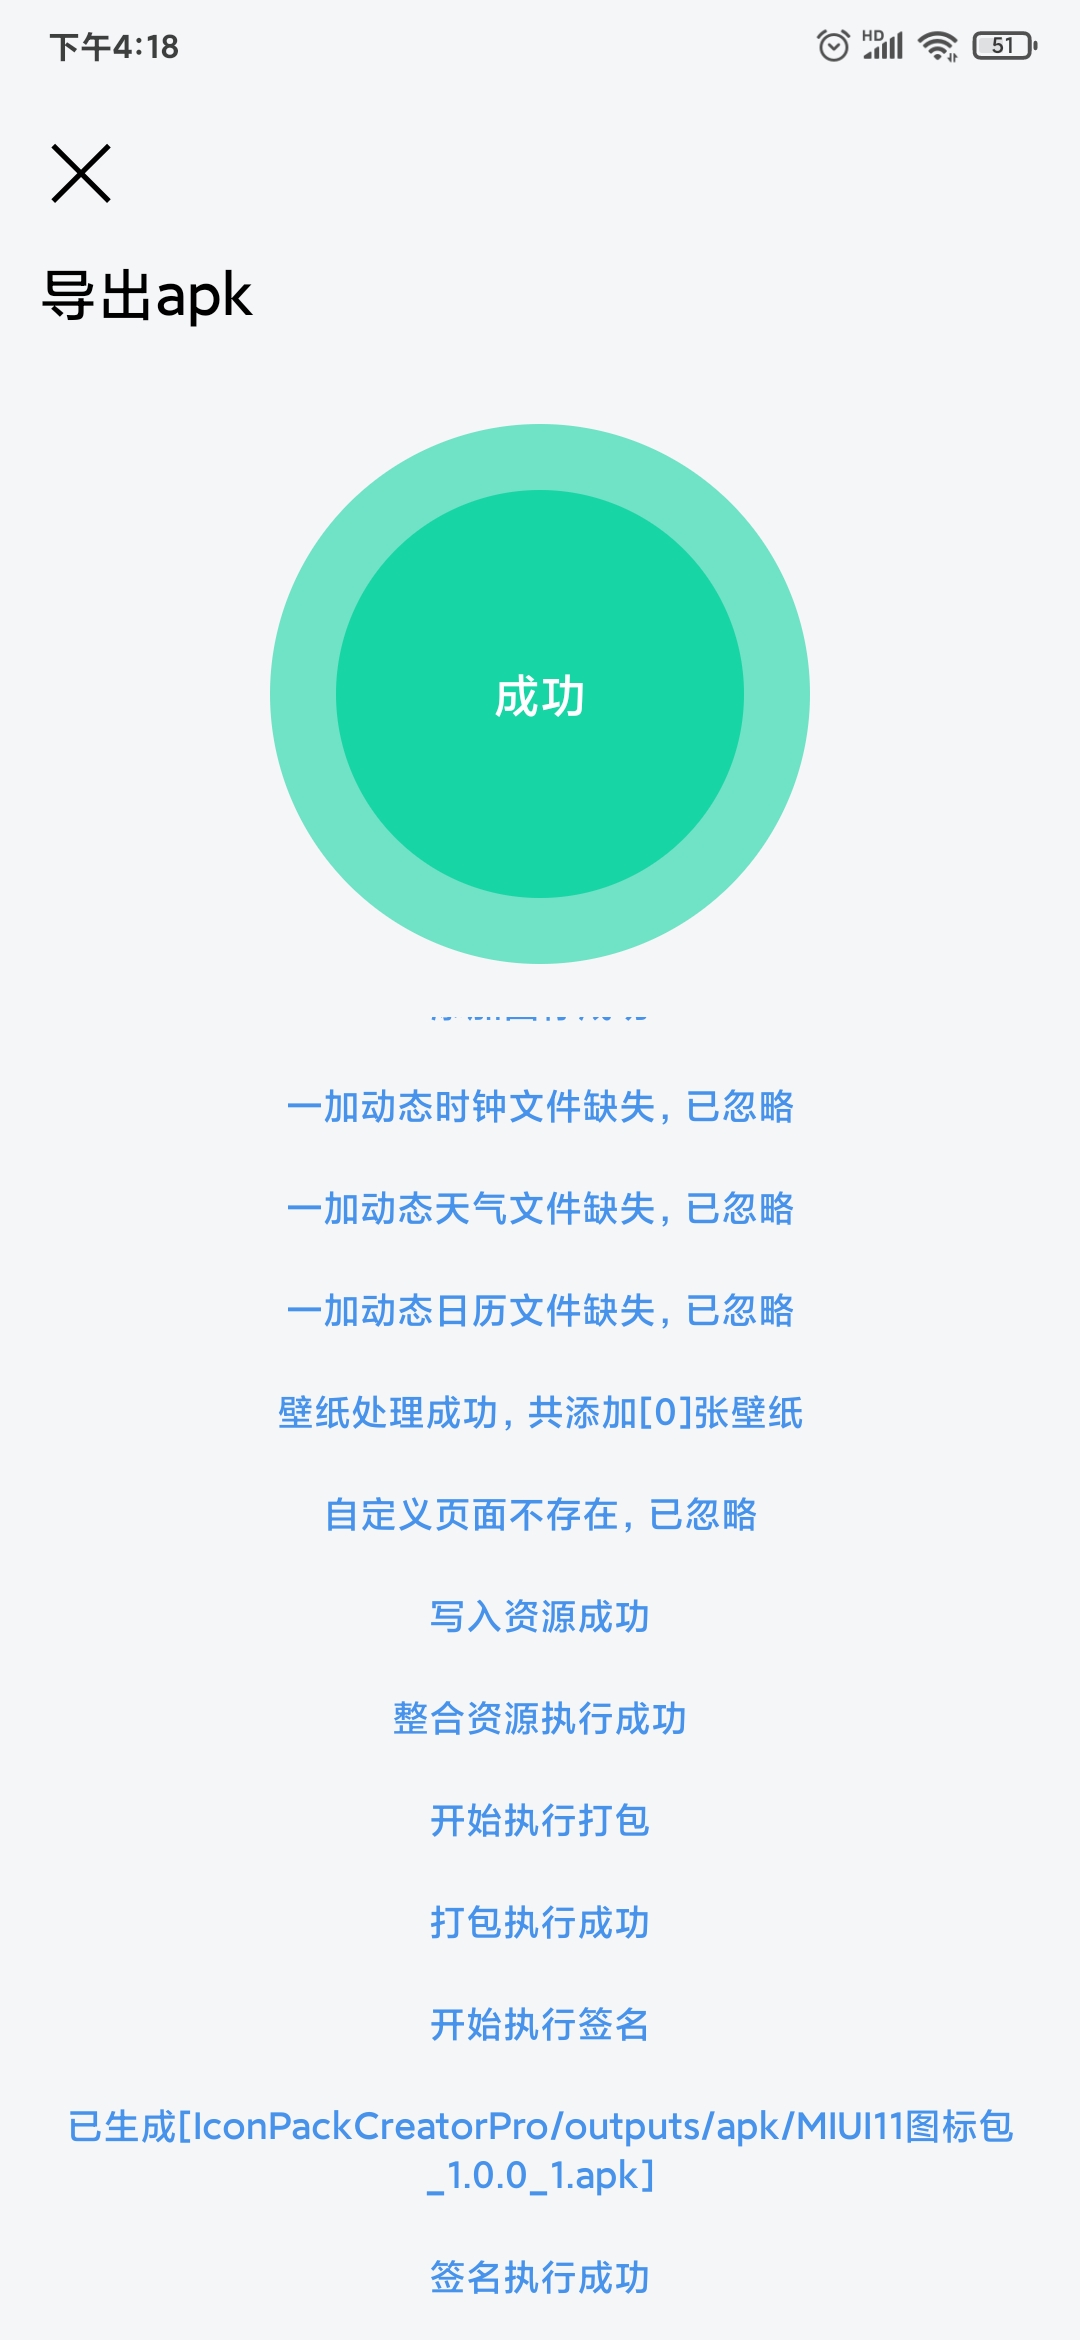 下午4:18
HD
51
导出apk
成功
一加动态时钟文件缺失, 已忽略
一加动态天气文件缺失, 已忽略
一加动态日历文件缺失, 已忽略
壁纸处理成功, 共添加[0]张壁纸
自定义页面不存在, 已忽略
写入资源成功
整合资源执行成功
开始执行打包
打包执行成功
开始执行签名
已生成[IconPackCreatorPro/outputs/apk/MIUI11图标包
_1.0.0_1.apk]
签名执行成功